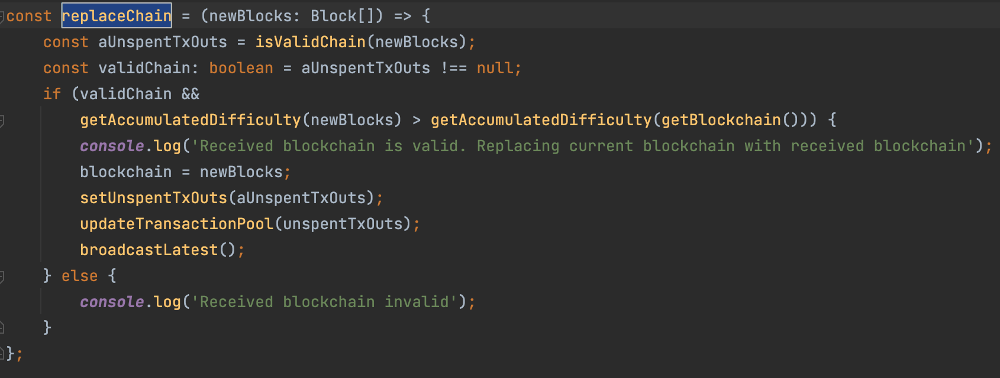 const replaceChain = (newBlocks: Block[]) => {
    const aUnspentTxOuts = isValidChain(newBlocks);
    const validChain: boolean = aUnspentTxOuts !== null;
    if (validChain &&
        getAccumulatedDifficulty(newBlocks) > getAccumulatedDifficulty(getBlockchain())) {
        console.log('Received blockchain is valid. Replacing current blockchain with received blockchain');
        blockchain = newBlocks;
        setUnspentTxOuts(aUnspentTxOuts);
        updateTransactionPool(unspentTxOuts);
        broadcastLatest();
    } else {
        console.log('Received blockchain invalid');
    }
};